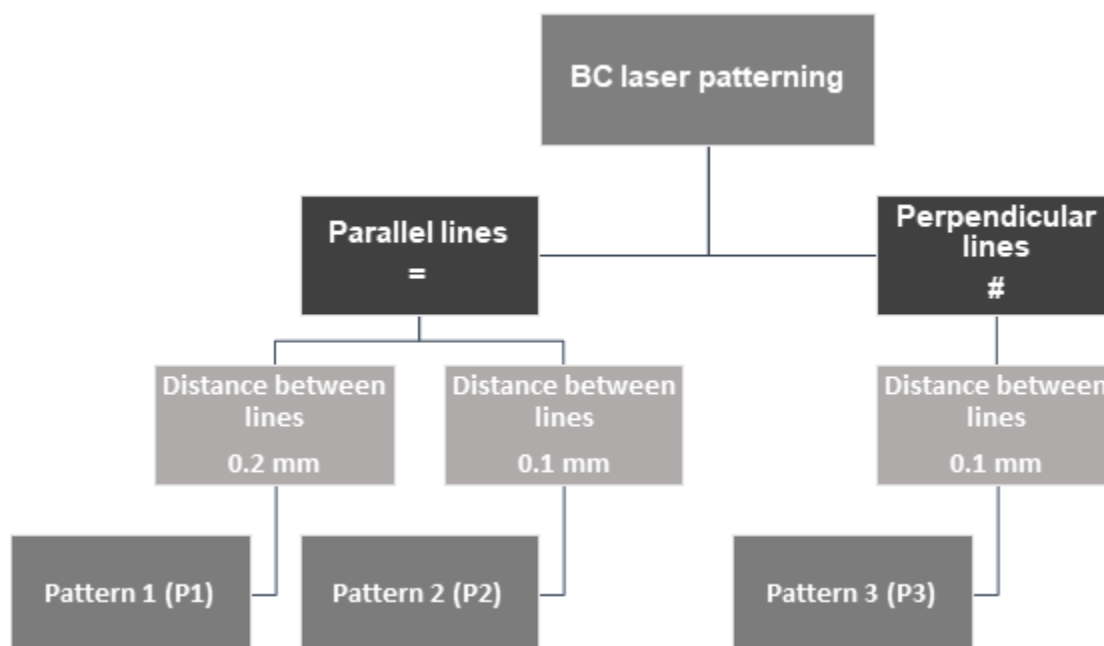 BC laser patterning
Parallel lines
=
Perpendicular
lines
#
Distance between
lines
0.2 mm
Distance between
lines
0.1 mm
Distance between
lines
0.1 mm
Pattern 1 (P1)
Pattern 2 (P2)
Pattern 3 (P3)